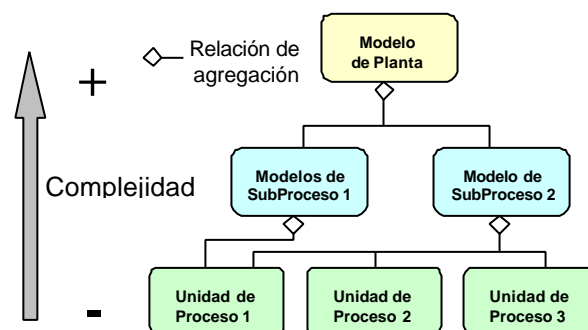 +
Relación de
agregación
Modelo
de Planta
Complejidad
Modelos de
SubProceso 1
Modelo de
SubProceso 2
-
Unidad de
Proceso 1
Unidad de
Proceso 2
Unidad de
Proceso 3